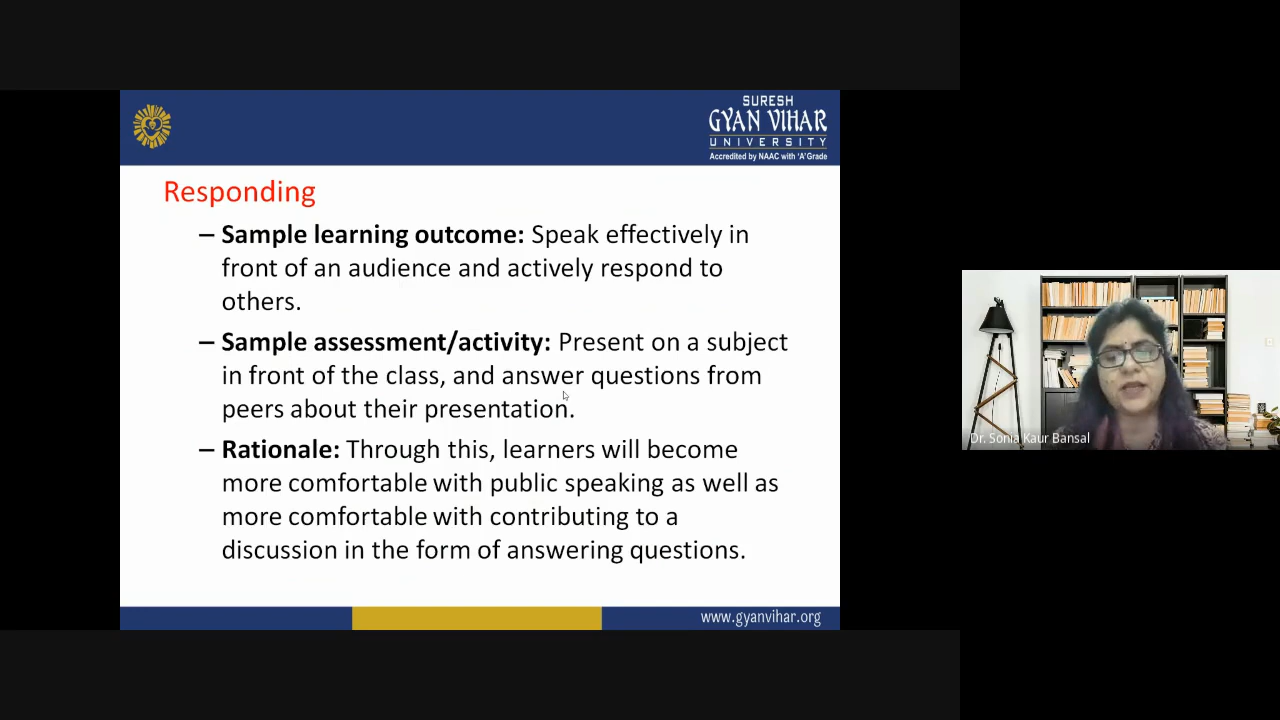 SURESH
GYAN VIHAR
UNIVERSITY
Accredited by NAAC with 'A' Grade
Responding
– Sample learning outcome: Speak effectively in
front of an audience and actively respond to
others.
– Sample assessment/activity: Present on a subject
in front of the class, and answer questions from
peers about their presentation.
– Rationale: Through this, learners will become
more comfortable with public speaking as well as
more comfortable with contributing to a
discussion in the form of answering questions.
www.gyanvihar.org
Dr. Sonia Kaur Bansal